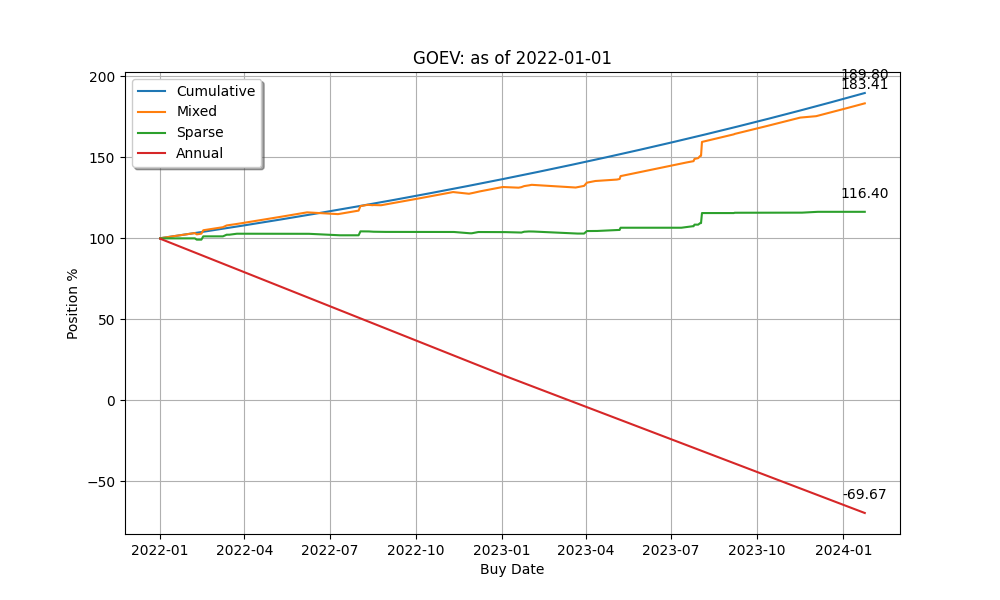 GOEV: as of 2022-01-01
Cumulative
Mixed
Sparse
Annual
189.80
183.41
116.40
-69.67
200
150
100
50
0
−50
Position %
2022-01 2022-04 2022-07 2022-10 2023-01 2023-04 2023-07 2023-10 2024-01
Buy Date